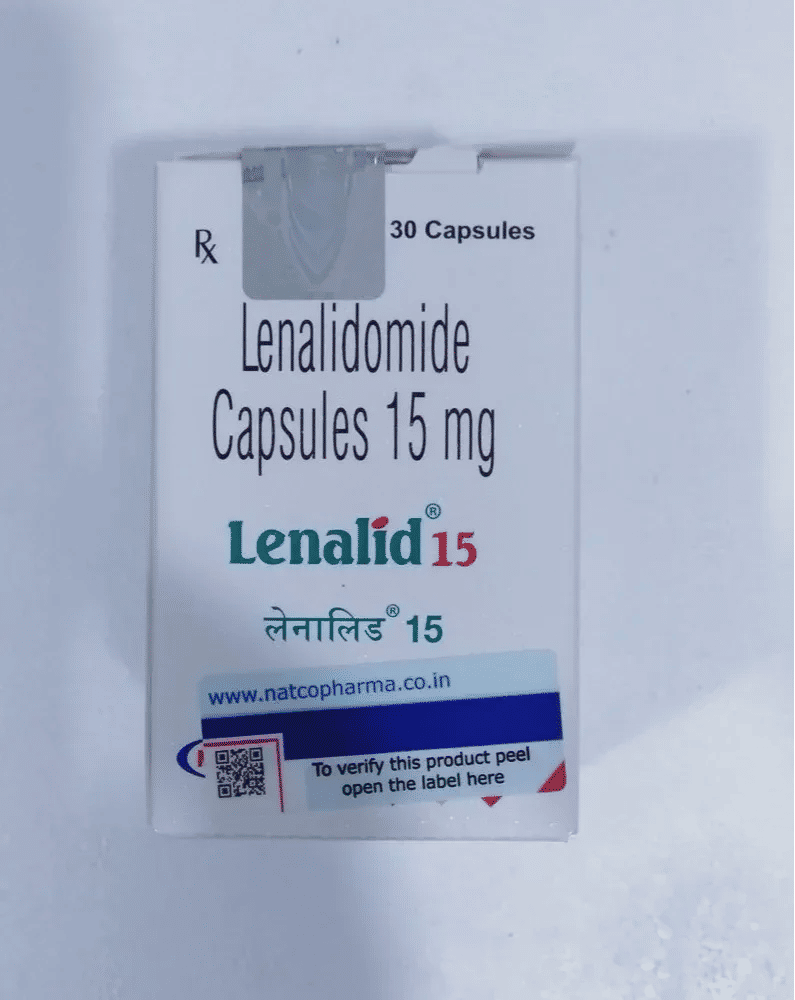 Rx
30 Capsules
Lenalidomide
Capsules 15 mg
Lenalid® 15
लेनालिड® 15
www.natcopharma.co.in
To verify this product peel
open the label here